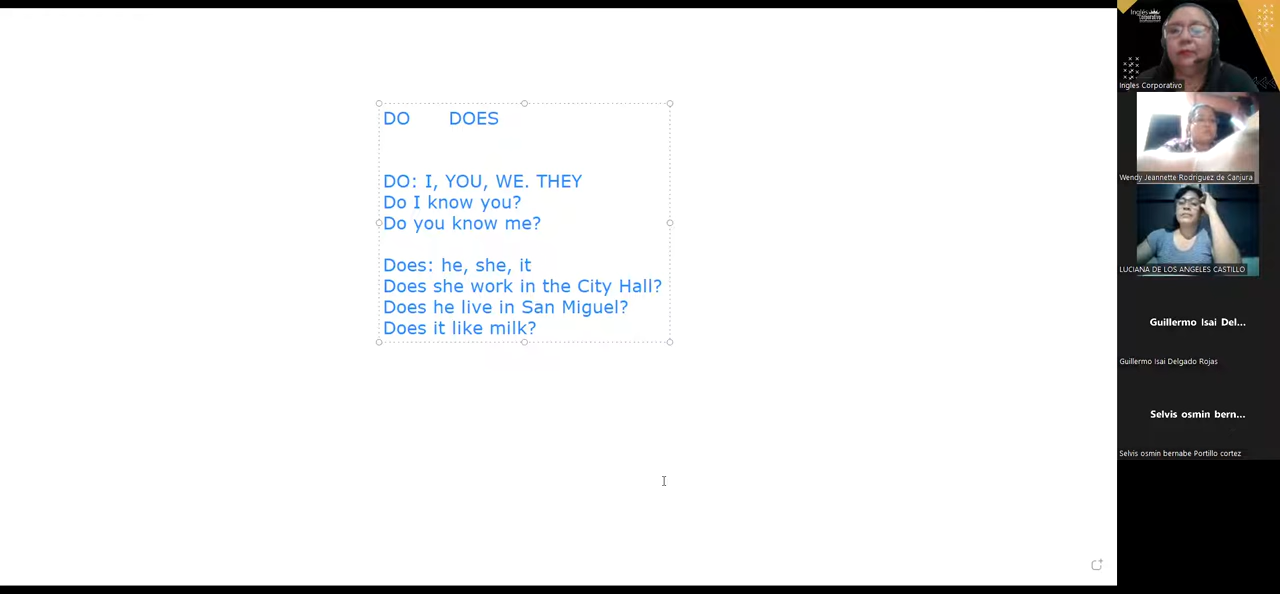 DO DOES
DO: I, YOU, WE. THEY
Do I know you?
Do you know me?
Does: he, she, it
Does she work in the City Hall?
Does he live in San Miguel?
Does it like milk?
Inglés
Corporativo
Ingles Corporativo
Wendy Jeannette Rodriguez de Canjura
LUCIANA DE LOS ANGELES CASTILLO
Guillermo Isai Del...
Guillermo Isai Delgado Rojas
Selvis osmin bern...
Selvis osmin bernabe Portillo cortez